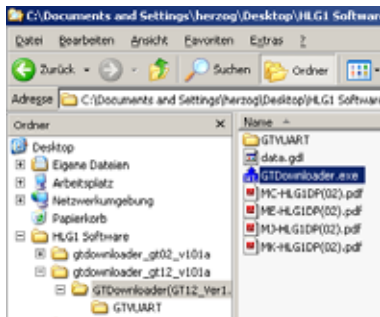 C:\Documents and Settings\herzog\Desktop\HLG1 Software
Datei Bearbeiten Ansicht Favoriten Extras ?
Zurück Suchen Ordner
Adresse C:\Documents and Settings\herzog\Desktop\HLG1 Software
Ordner
Desktop
Eigene Dateien
Arbeitsplatz
Netzwerkumgebung
Papierkorb
HLG1 Software
gtdownloader_gt02_v101a
gtdownloader_gt12_v101a
GTDownloader(GT12_Ver1.
GTVUART
Name
GTVUART
data.gdl
GTDownloader.exe
MC-HLG1DP(02).pdf
ME-HLG1DP(02).pdf
MJ-HLG1DP(02).pdf
MK-HLG1DP(02).pdf